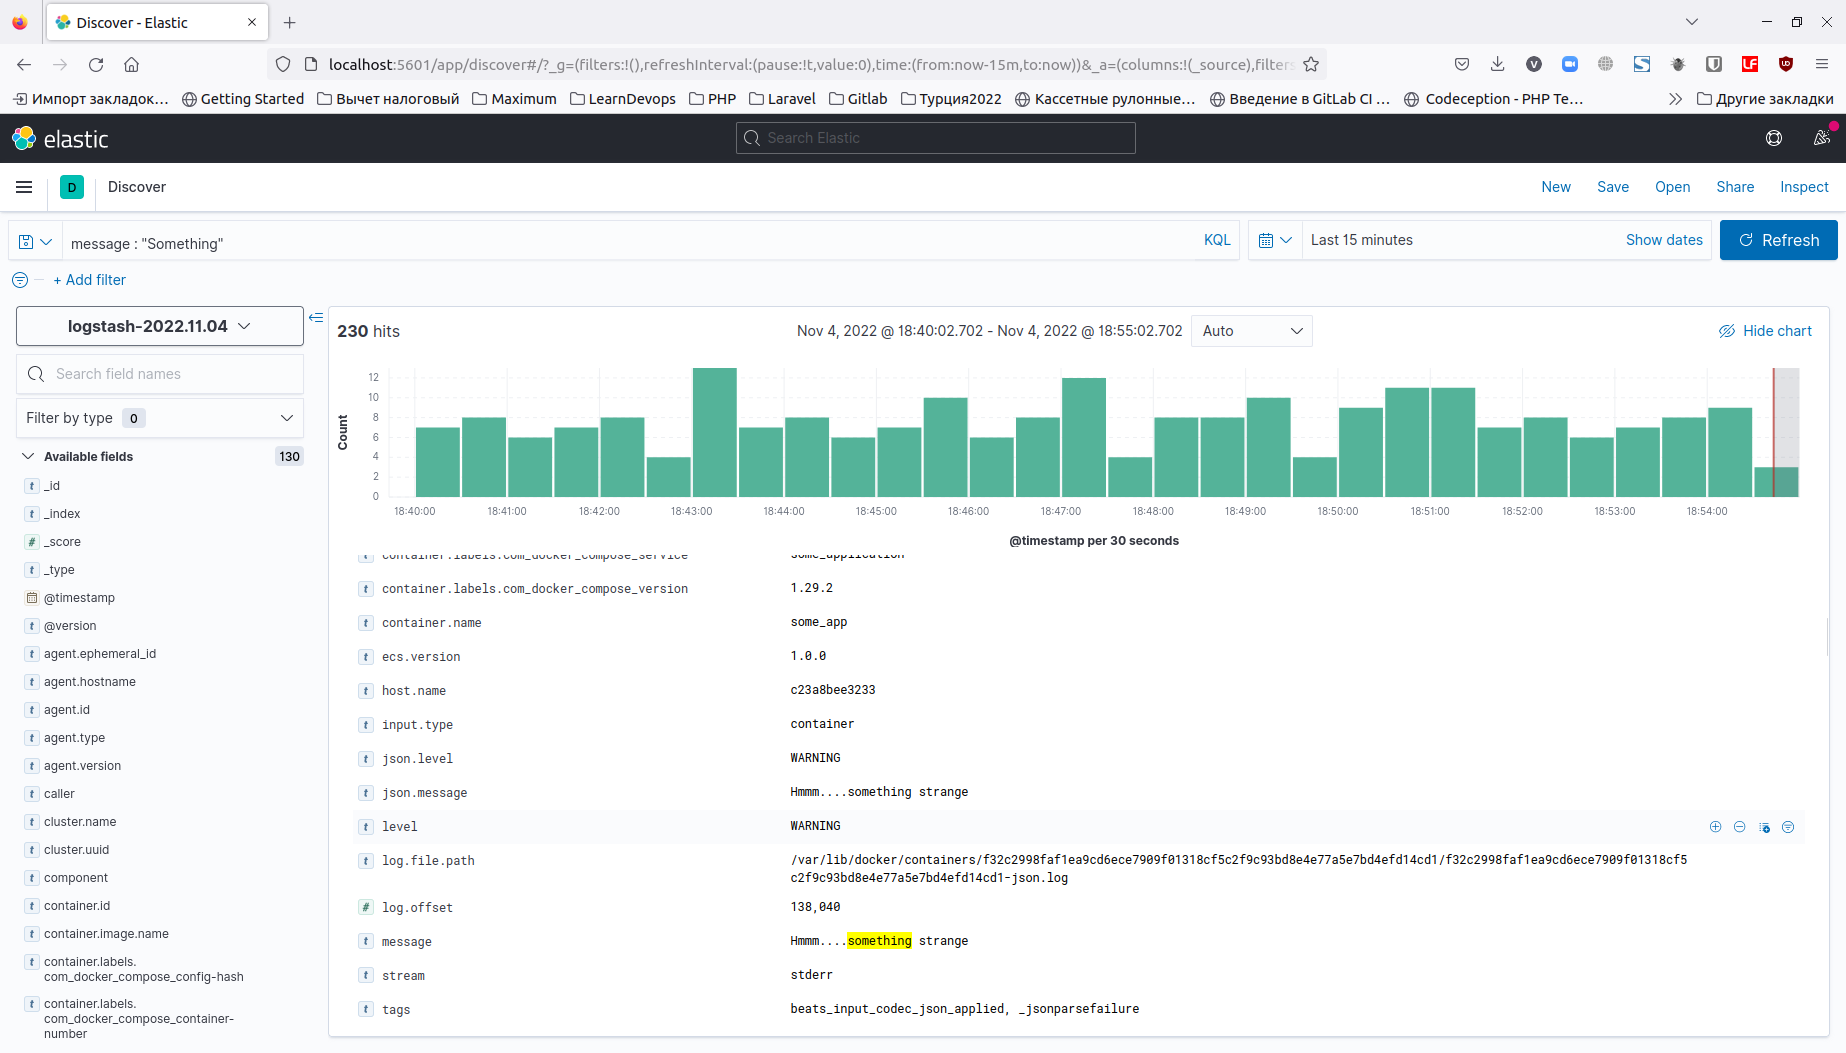 Discover - Elastic
localhost:5601/app/discover#/?_g=(filters:!(),refreshInterval:(pause:!t,value:0),time:(from:now-15m,to:now))&_a=(columns:!(_source),filters
Импорт закладок... Getting Started Вычет налоговый Maximum LearnDevops PHP Laravel Gitlab Турция2022 Кассетные рулонные... Введение в GitLab CI ... Codeception - PHP Te... Другие закладки
elastic
Search Elastic
D Discover
New Save Open Share Inspect
message : "Something"
KQL
Last 15 minutes
Show dates
Refresh
+ Add filter
logstash-2022.11.04
Search field names
Filter by type 0
Available fields 130
_id
_index
_score
_type
@timestamp
@version
agent.ephemeral_id
agent.hostname
agent.id
agent.type
agent.version
caller
cluster.name
cluster.uuid
component
container.id
container.image.name
container.labels.
com_docker_compose_config-hash
container.labels.
com_docker_compose_container-
number
230 hits
Nov 4, 2022 @ 18:40:02.702 - Nov 4, 2022 @ 18:55:02.702
Auto
Hide chart
Count
12
10
8
6
4
2
0
18:40:00 18:41:00 18:42:00 18:43:00 18:44:00 18:45:00 18:46:00 18:47:00 18:48:00 18:49:00 18:50:00 18:51:00 18:52:00 18:53:00 18:54:00
@timestamp per 30 seconds
container.labels.com_docker_compose_service some_application
container.labels.com_docker_compose_version 1.29.2
container.name some_app
ecs.version 1.0.0
host.name c23a8bee3233
input.type container
json.level WARNING
json.message Hmmm....something strange
level WARNING
log.file.path /var/lib/docker/containers/f32c2998faf1ea9cd6ece7909f01318cf5c2f9c93bd8e4e77a5e7bd4efd14cd1/f32c2998faf1ea9cd6ece7909f01318cf5
c2f9c93bd8e4e77a5e7bd4efd14cd1-json.log
log.offset 138,040
message Hmmm....something strange
stream stderr
tags beats_input_codec_json_applied, _jsonparsefailure